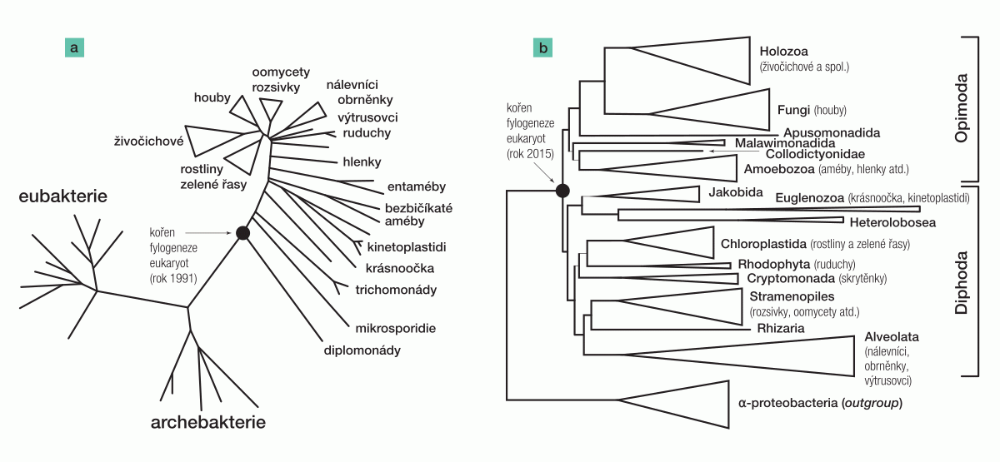 a
oomycety
rozsivky
houby
nálevníci
obrněnky
výtrusovci
ruduchy
živočichové
hlenky
rostliny
zelené řasy
entaméby
eubakterie
bezbičíkaté
améby
kořen
fylogeneze
eukaryot
(rok 1991)
kinetoplastidi
krásnoočka
trichomonády
mikrosporidie
diplomonády
archebakterie
b
Holozoa
(živočichové a spol.)
Fungi (houby)
kořen
fylogeneze
eukaryot
(rok 2015)
Apusomonadida
Malawimonadida
Collodictyonidae
Amoebozoa (améby, hlenky atd.)
Opimoda
Jakobida
Euglenozoa (krásnoočka, kinetoplastidi)
Heterolobosea
Chloroplastida (rostliny a zelené řasy)
Rhodophyta (ruduchy)
Cryptomonada (skrytěnky)
Stramenopiles
(rozsivky, oomycety atd.)
Rhizaria
Alveolata
(nálevníci,
obrněnky,
výtrusovci)
Diphoda
α-proteobacteria (outgroup)